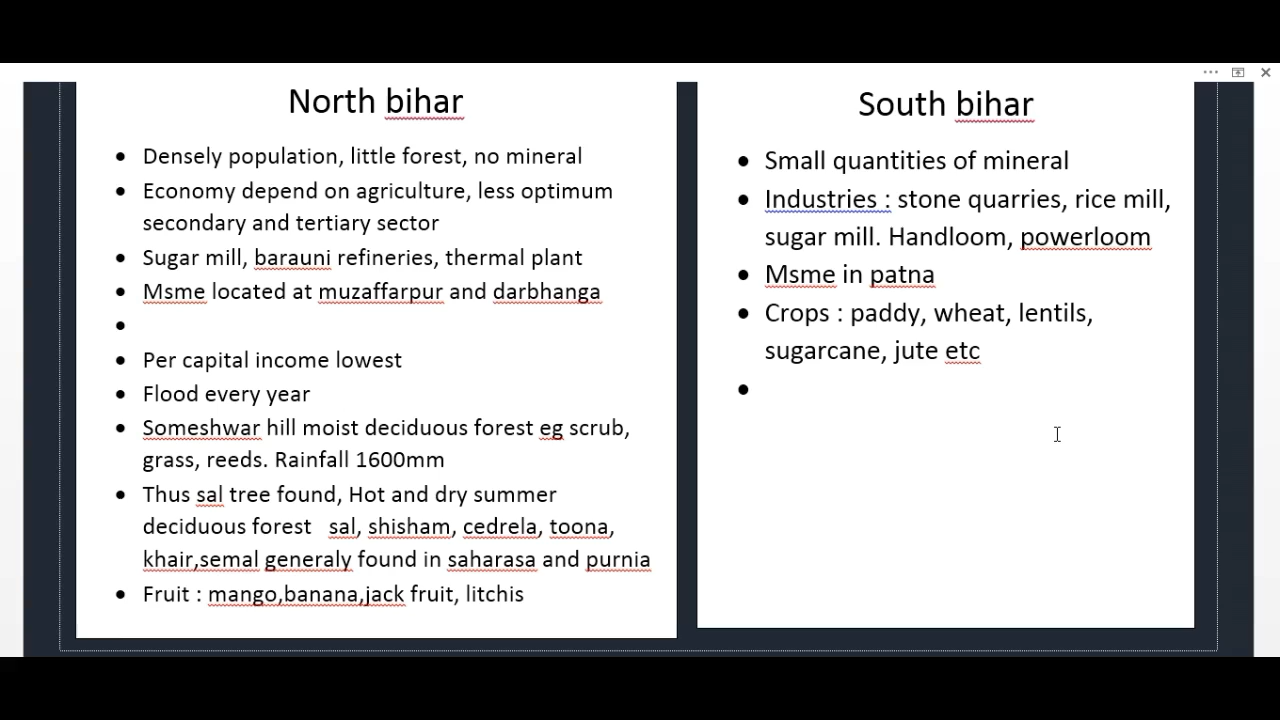 North bihar
• Densely population, little forest, no mineral
• Economy depend on agriculture, less optimum
secondary and tertiary sector
• Sugar mill, barauni refineries, thermal plant
• Msme located at muzaffarpur and darbhanga
•
• Per capital income lowest
• Flood every year
• Someshwar hill moist deciduous forest eg scrub,
grass, reeds. Rainfall 1600mm
• Thus sal tree found, Hot and dry summer
deciduous forest   sal, shisham, cedrela, toona,
khair,semal generaly found in saharasa and purnia
• Fruit : mango,banana,jack fruit, litchis
South bihar
• Small quantities of mineral
• Industries : stone quarries, rice mill,
sugar mill. Handloom, powerloom
• Msme in patna
• Crops : paddy, wheat, lentils,
sugarcane, jute etc
•